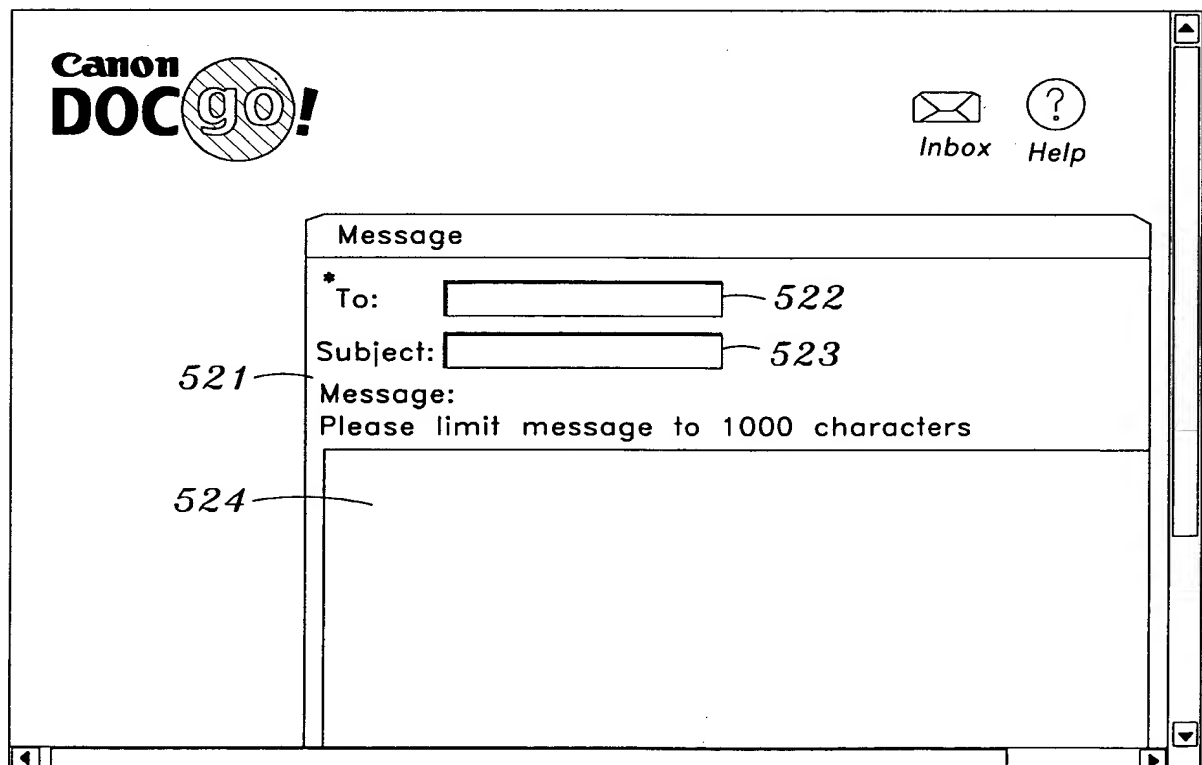 Canon
DOC go!
Inbox Help
Message
*To: 522
Subject: 523
521
Message:
Please limit message to 1000 characters
524